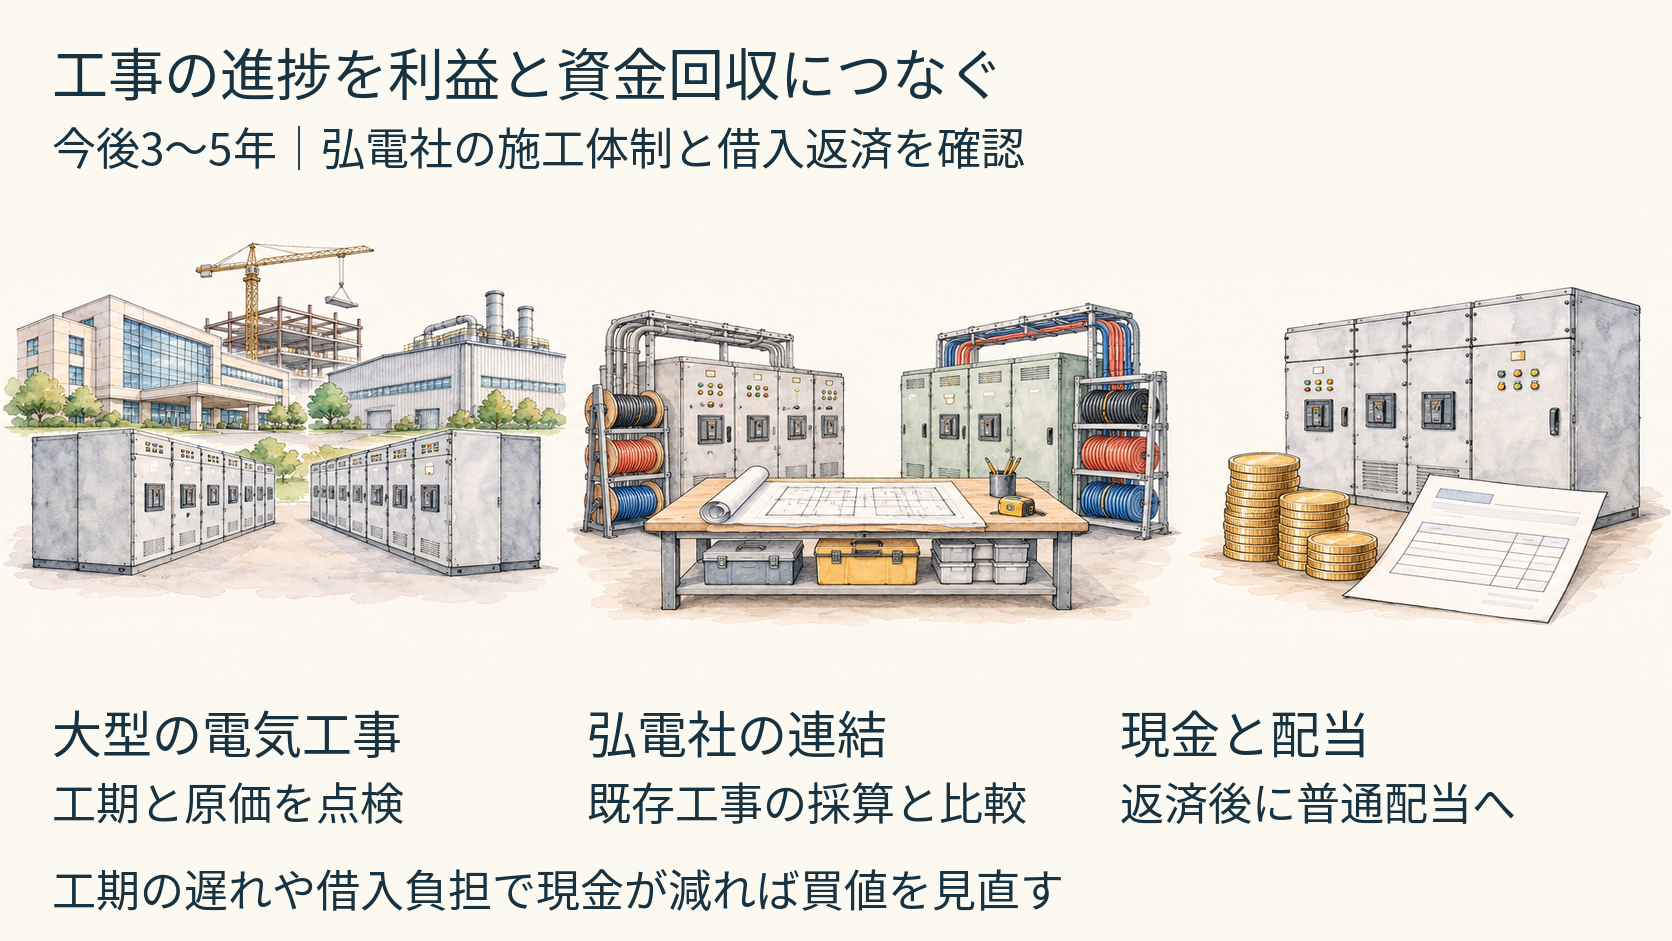 工事の進捗を利益と資金回収につなぐ
今後3〜5年｜弘電社の施工体制と借入返済を確認
大型の電気工事
工期と原価を点検
弘電社の連結
既存工事の採算と比較
現金と配当
返済後に普通配当へ
工期の遅れや借入負担で現金が減れば買値を見直す